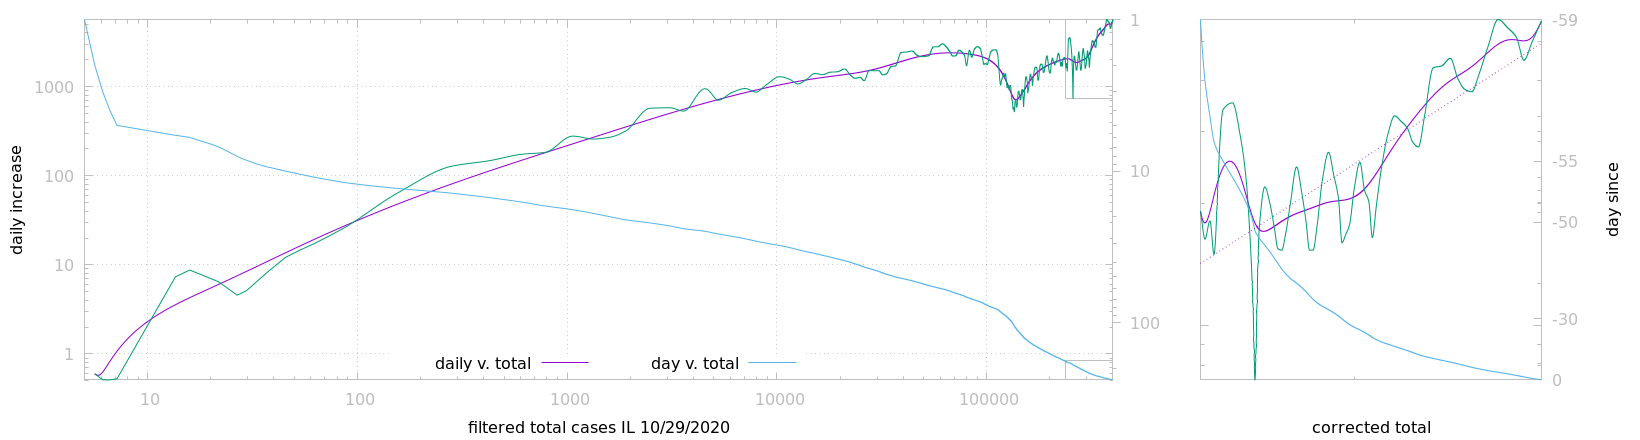 daily increase
1000
100
10
1
daily v. total
day v. total
10
100
1000
10000
100000
filtered total cases IL 10/29/2020
1
10
100
-59
-55
-50
-30
0
day since
corrected total